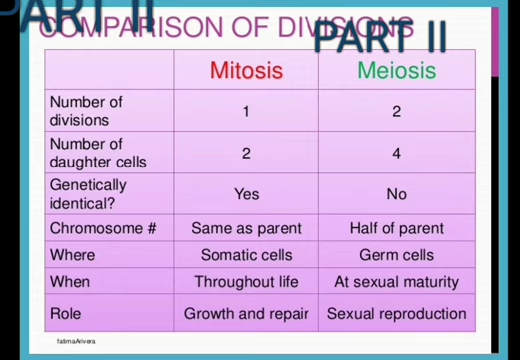 PART II
COMPARISON OF DIVISIONS
PART II
Mitosis Meiosis
Number of divisions 1 2
Number of daughter cells 2 4
Genetically identical? Yes No
Chromosome # Same as parent Half of parent
Where Somatic cells Germ cells
When Throughout life At sexual maturity
Role Growth and repair Sexual reproduction
fatimaArivera